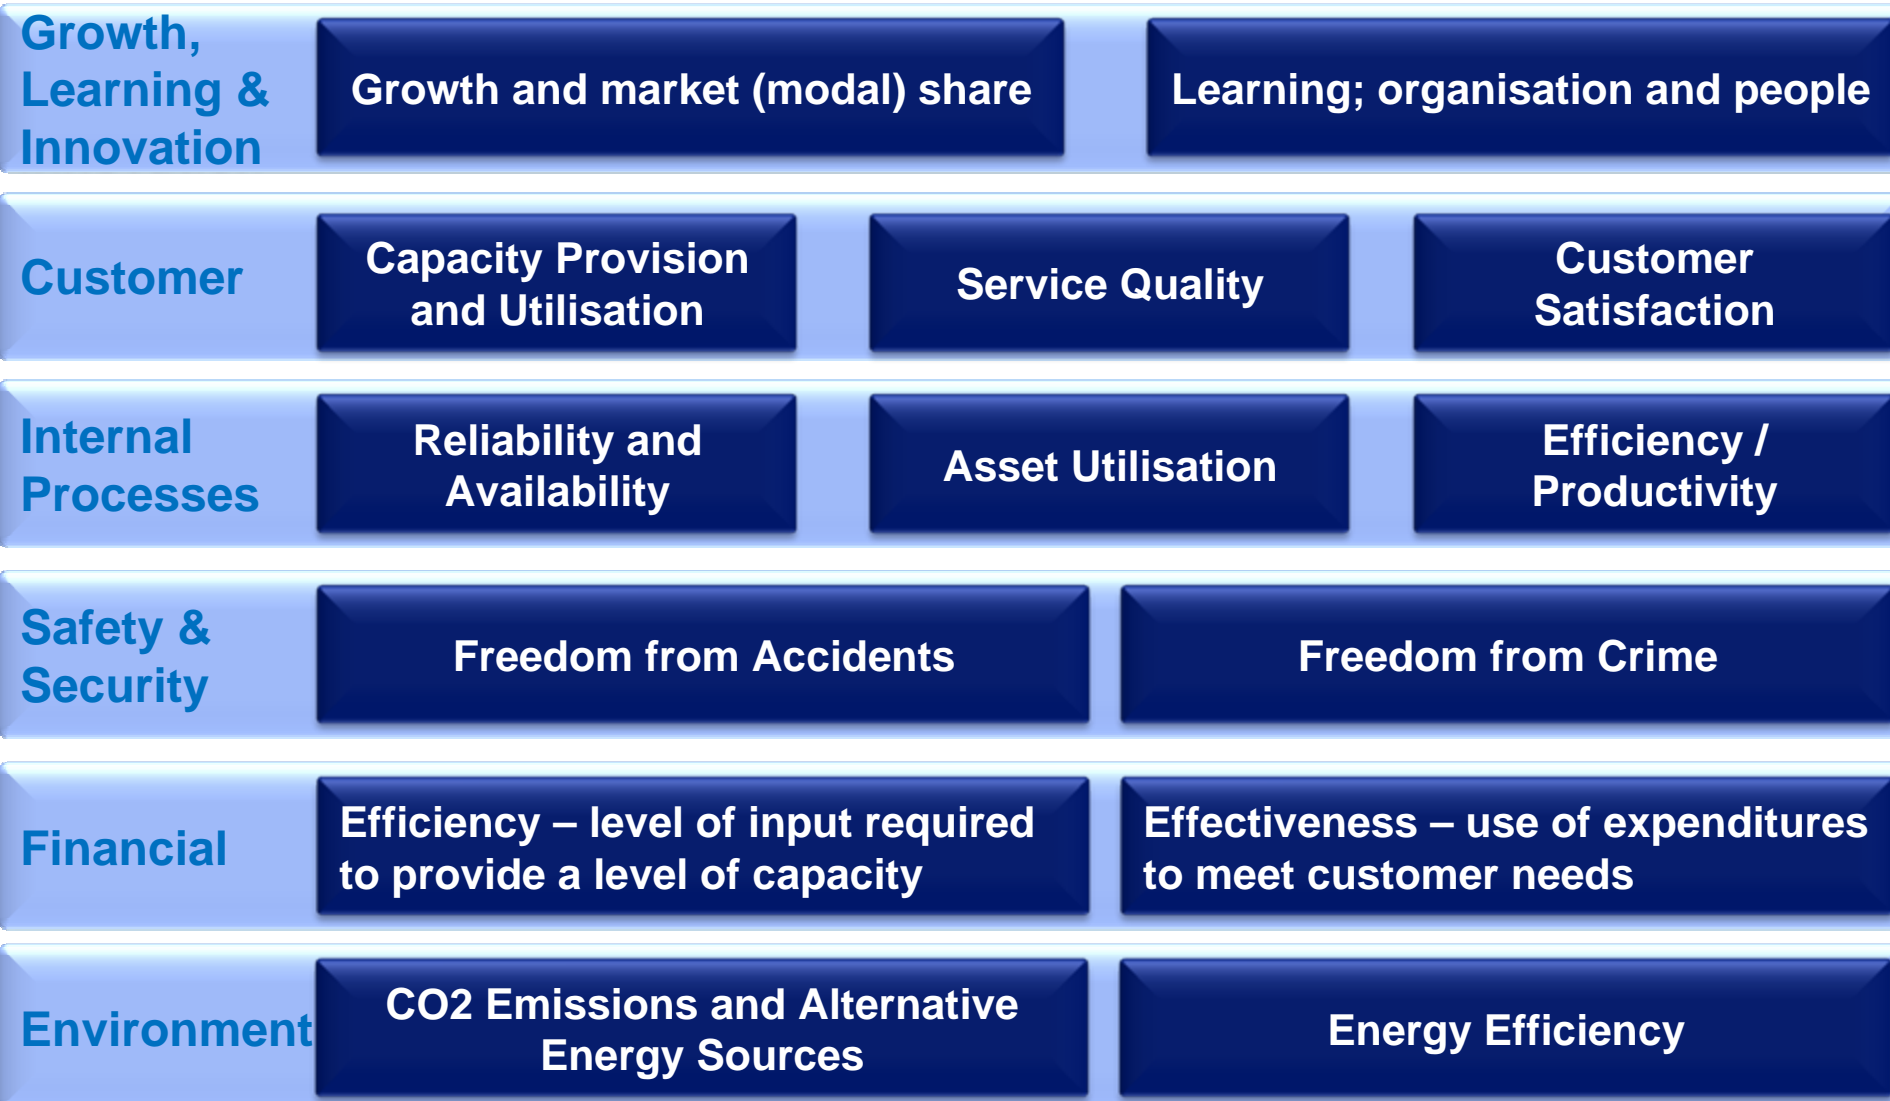 Growth,
Learning &
Innovation
Growth and market (modal) share
Learning; organisation and people
Customer
Capacity Provision
and Utilisation
Service Quality
Customer
Satisfaction
Internal
Processes
Reliability and
Availability
Asset Utilisation
Efficiency /
Productivity
Safety &
Security
Freedom from Accidents
Freedom from Crime
Financial
Efficiency – level of input required
to provide a level of capacity
Effectiveness – use of expenditures
to meet customer needs
Environment
CO2 Emissions and Alternative
Energy Sources
Energy Efficiency